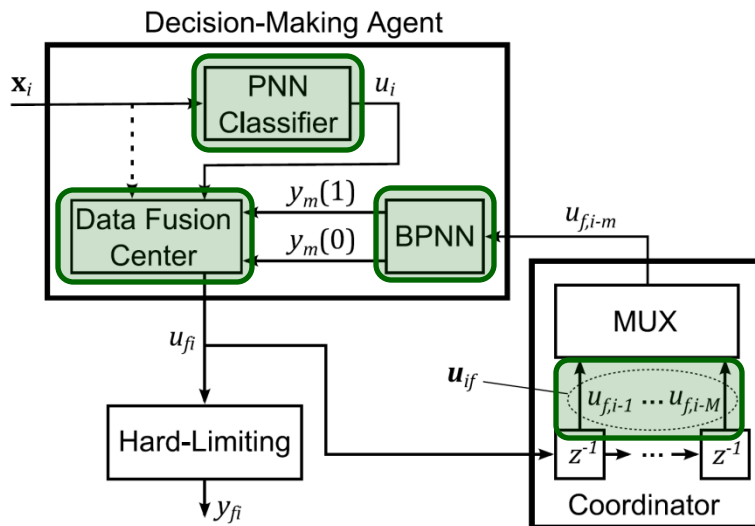 Decision-Making Agent
x_i
PNN
Classifier
u_i
Data Fusion
Center
y_m(1)
y_m(0)
BPNN
u_{f,i-m}
MUX
u_{fi}
u_{if}
u_{f,i-1} ... u_{f,i-M}
Hard-Limiting
z^{-1} ... z^{-1}
y_{fi}
Coordinator